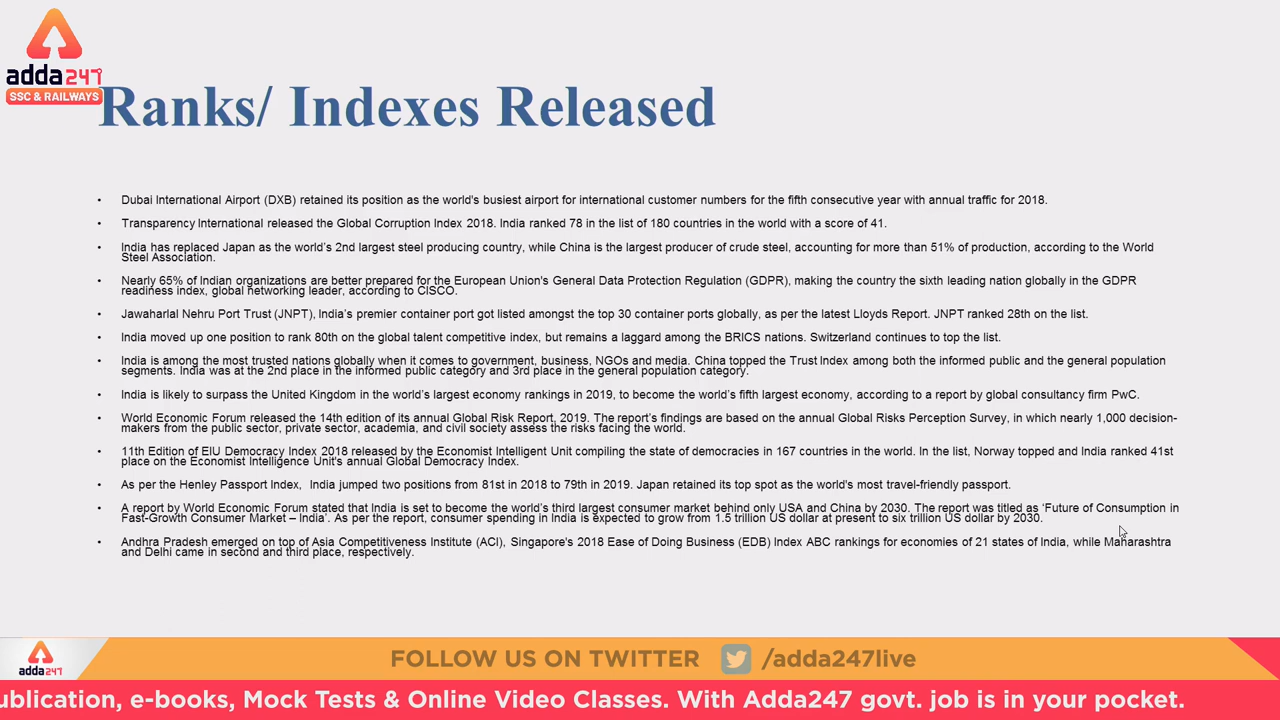 adda247
SSC & RAILWAYS
Ranks/ Indexes Released
• Dubai International Airport (DXB) retained its position as the world's busiest airport for international customer numbers for the fifth consecutive year with annual traffic for 2018.
• Transparency International released the Global Corruption Index 2018. India ranked 78 in the list of 180 countries in the world with a score of 41.
• India has replaced Japan as the world's 2nd largest steel producing country, while China is the largest producer of crude steel, accounting for more than 51% of production, according to the World
Steel Association.
• Nearly 65% of Indian organizations are better prepared for the European Union's General Data Protection Regulation (GDPR), making the country the sixth leading nation globally in the GDPR
readiness index, global networking leader, according to CISCO.
• Jawaharlal Nehru Port Trust (JNPT), India's premier container port got listed amongst the top 30 container ports globally, as per the latest Lloyds Report. JNPT ranked 28th on the list.
• India moved up one position to rank 80th on the global talent competitive index, but remains a laggard among the BRICS nations. Switzerland continues to top the list.
• India is among the most trusted nations globally when it comes to government, business, NGOs and media. China topped the Trust Index among both the informed public and the general population
segments. India was at the 2nd place in the informed public category and 3rd place in the general population category.
• India is likely to surpass the United Kingdom in the world's largest economy rankings in 2019, to become the world's fifth largest economy, according to a report by global consultancy firm PwC.
• World Economic Forum released the 14th edition of its annual Global Risk Report, 2019. The report's findings are based on the annual Global Risks Perception Survey, in which nearly 1,000 decision-
makers from the public sector, private sector, academia, and civil society assess the risks facing the world.
• 11th Edition of EIU Democracy Index 2018 released by the Economist Intelligent Unit compiling the state of democracies in 167 countries in the world. In the list, Norway topped and India ranked 41st
place on the Economist Intelligence Unit's annual Global Democracy Index.
• As per the Henley Passport Index, India jumped two positions from 81st in 2018 to 79th in 2019. Japan retained its top spot as the world's most travel-friendly passport.
• A report by World Economic Forum stated that India is set to become the world's third largest consumer market behind only USA and China by 2030. The report was titled as 'Future of Consumption in
Fast-Growth Consumer Market – India'. As per the report, consumer spending in India is expected to grow from 1.5 trillion US dollar at present to six trillion US dollar by 2030.
• Andhra Pradesh emerged on top of Asia Competitiveness Institute (ACI), Singapore's 2018 Ease of Doing Business (EDB) Index ABC rankings for economies of 21 states of India, while Maharashtra
and Delhi came in second and third place, respectively.
adda247
FOLLOW US ON TWITTER /adda247live
ublication, e-books, Mock Tests & Online Video Classes. With Adda247 govt. job is in your pocket.